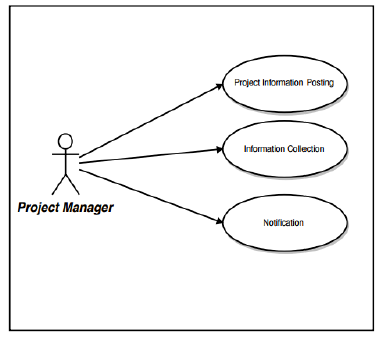 Project Information Posting
Information Collection
Project Manager
Notification